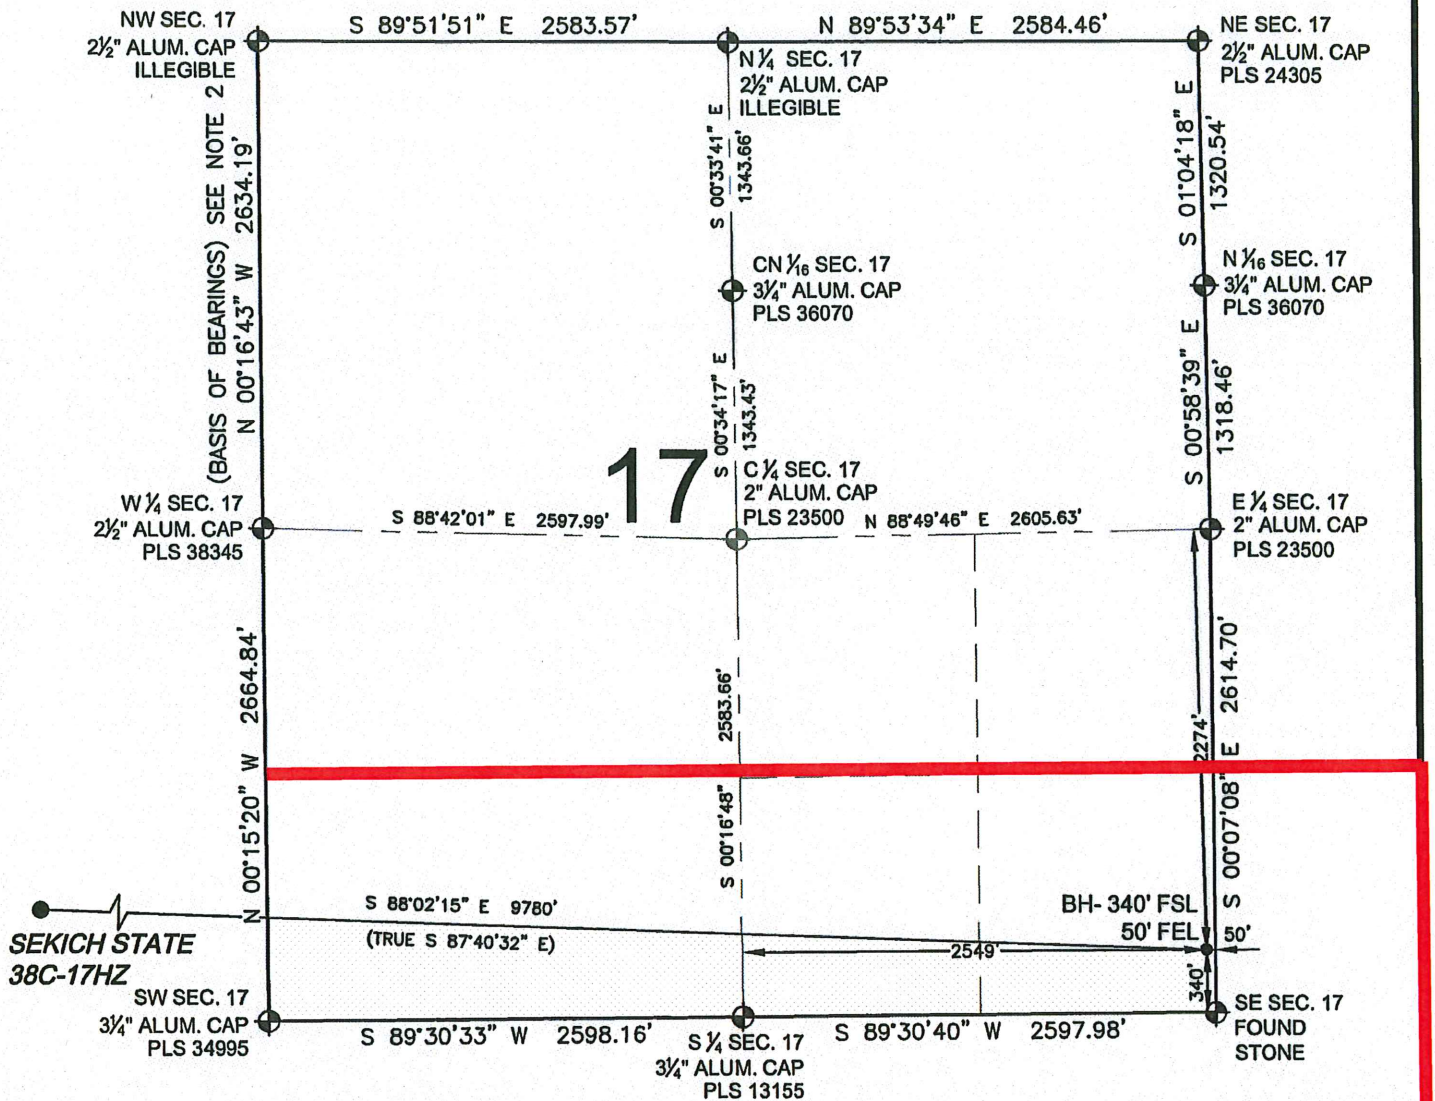 NW SEC. 17
2½" ALUM. CAP
ILLEGIBLE
S 89°51'51" E 2583.57'
N 89°53'34" E 2584.46'
NE SEC. 17
2½" ALUM. CAP
PLS 24305
N ¼ SEC. 17
2½" ALUM. CAP
ILLEGIBLE
(BASIS OF BEARINGS) SEE NOTE 2
N 00°16'43" W 2634.19'
S 00°33'41" E
1343.66'
S 01°04'18" E
1320.54'
CN 1⁄16 SEC. 17
3¼" ALUM. CAP
PLS 36070
N 1⁄16 SEC. 17
3¼" ALUM. CAP
PLS 36070
S 00°34'17" E
1343.43'
S 00°58'39" E
1318.46'
17
C ¼ SEC. 17
2" ALUM. CAP
PLS 23500
W ¼ SEC. 17
2½" ALUM. CAP
PLS 38345
S 88°42'01" E 2597.99'
N 88°49'46" E 2605.63'
E ¼ SEC. 17
2" ALUM. CAP
PLS 23500
N 00°15'20" W 2664.84'
S 00°16'48" E 2583.66'
2274'
S 00°07'08" E 2614.70'
S 88°02'15" E 9780'
(TRUE S 87°40'32" E)
BH- 340' FSL
50' FEL
50'
2549'
340'
SEKICH STATE
38C-17HZ
SW SEC. 17
3¼" ALUM. CAP
PLS 34995
S 89°30'33" W 2598.16'
S ¼ SEC. 17
3¼" ALUM. CAP
PLS 13155
S 89°30'40" W 2597.98'
SE SEC. 17
FOUND
STONE